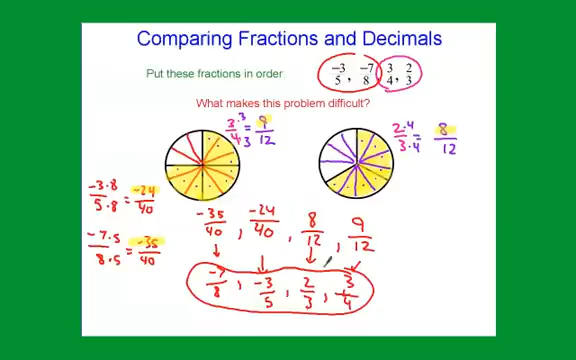 Comparing Fractions and Decimals
Put these fractions in order
-3/5, -7/8, 3/4, 2/3
What makes this problem difficult?
3·3/4·3 = 9/12
2·4/3·4 = 8/12
-3·8/5·8 = -24/40
-7·5/8·5 = -35/40
-35/40, -24/40, 8/12, 9/12
-7/8, -3/5, 2/3, 3/4